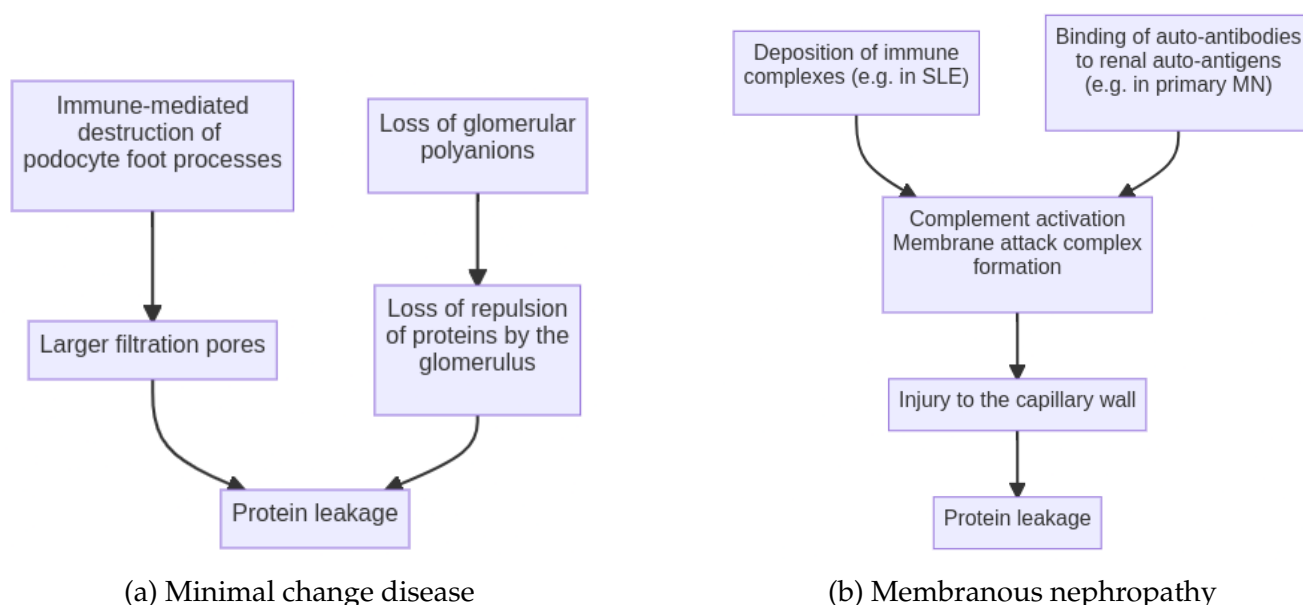 Immune-mediated
destruction of
podocyte foot processes
Loss of glomerular
polyanions
Larger filtration pores
Loss of repulsion
of proteins by the
glomerulus
Protein leakage
(a) Minimal change disease
Deposition of immune
complexes (e.g. in SLE)
Binding of auto-antibodies
to renal auto-antigens
(e.g. in primary MN)
Complement activation
Membrane attack complex
formation
Injury to the capillary wall
Protein leakage
(b) Membranous nephropathy